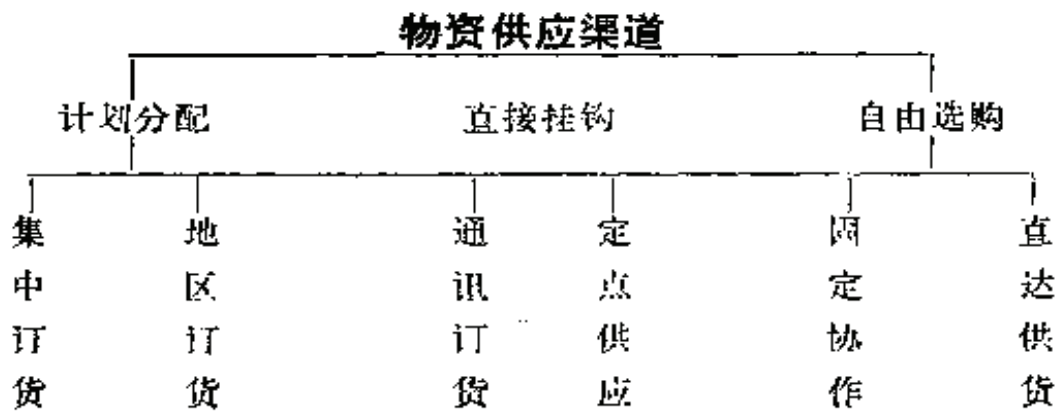 物资供应渠道
计划分配 直接挂钩 自由选购
集中订货
地区订货
通讯订货
定点供应
固定协作
直达供货